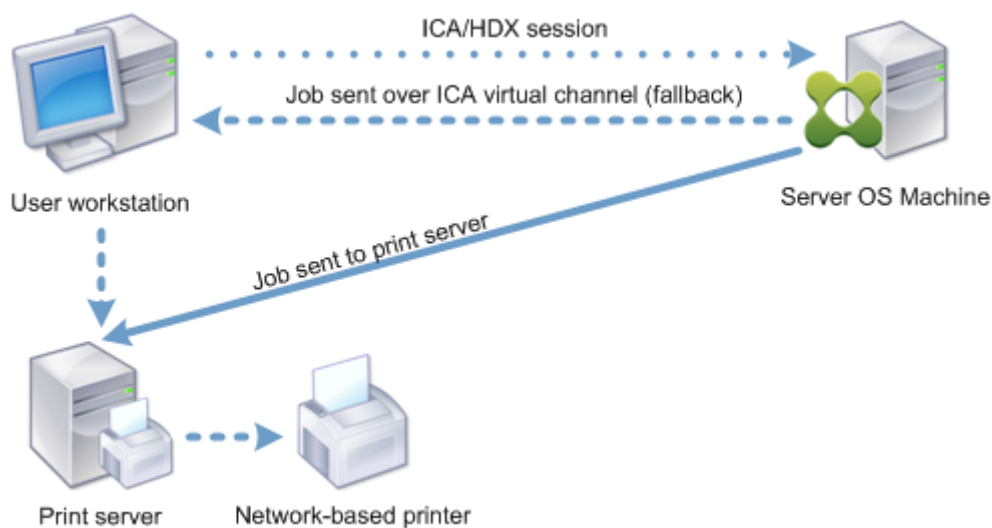 ICA/HDX session
Job sent over ICA virtual channel (fallback)
User workstation
Server OS Machine
Job sent to print server
Print server
Network-based printer